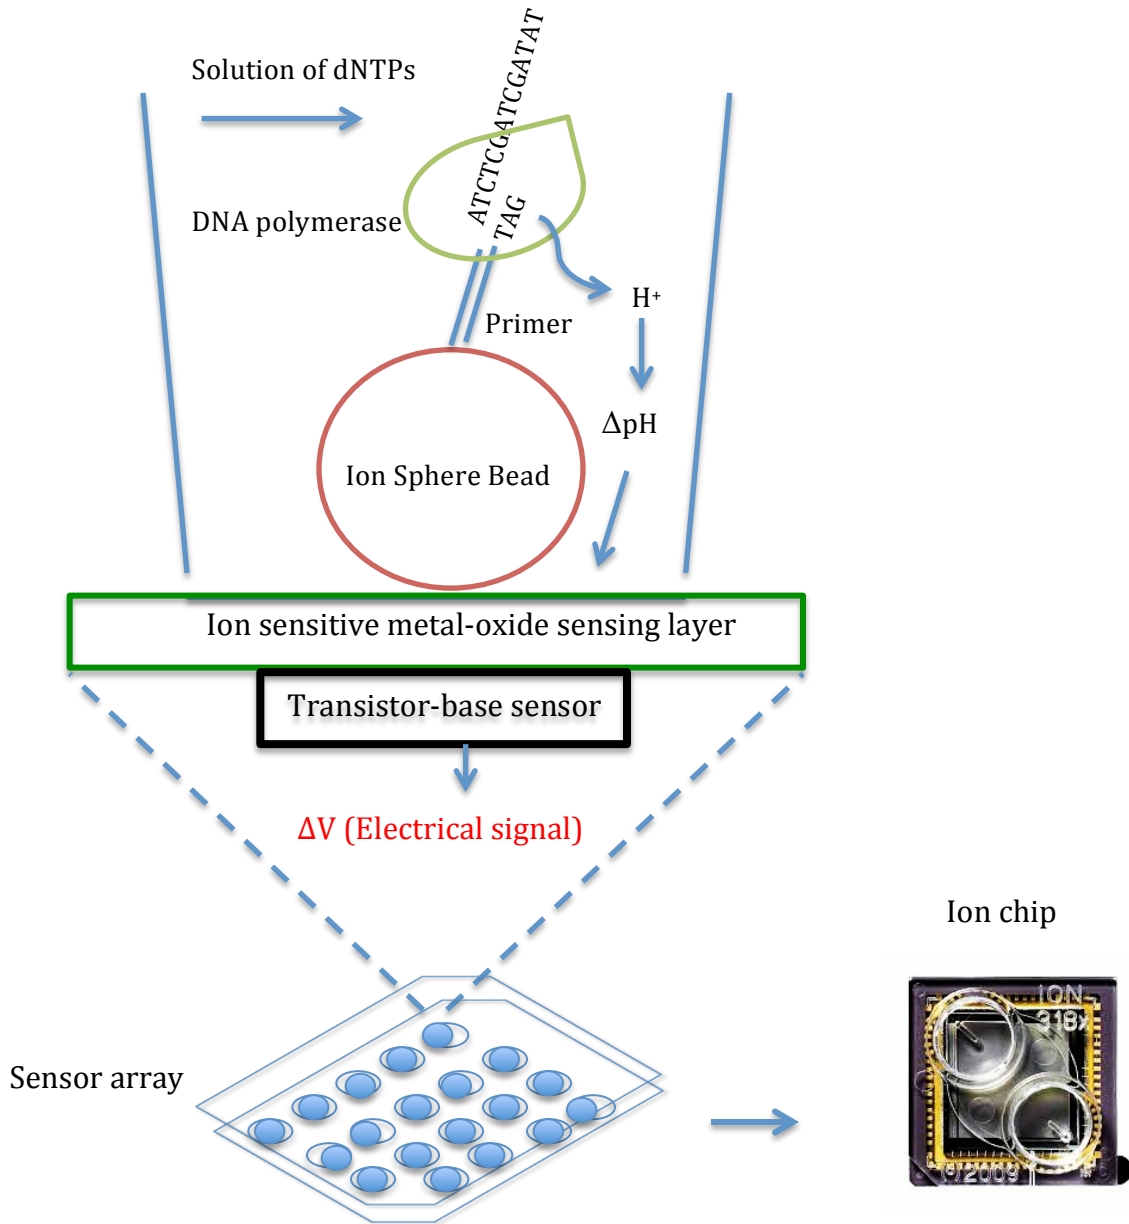 Solution of dNTPs
ATCTCGATCGATAT
TAG
DNA polymerase
H+
Primer
ΔpH
Ion Sphere Bead
Ion sensitive metal-oxide sensing layer
Transistor-base sensor
ΔV (Electrical signal)
Ion chip
ION
318x
Sensor array
2009